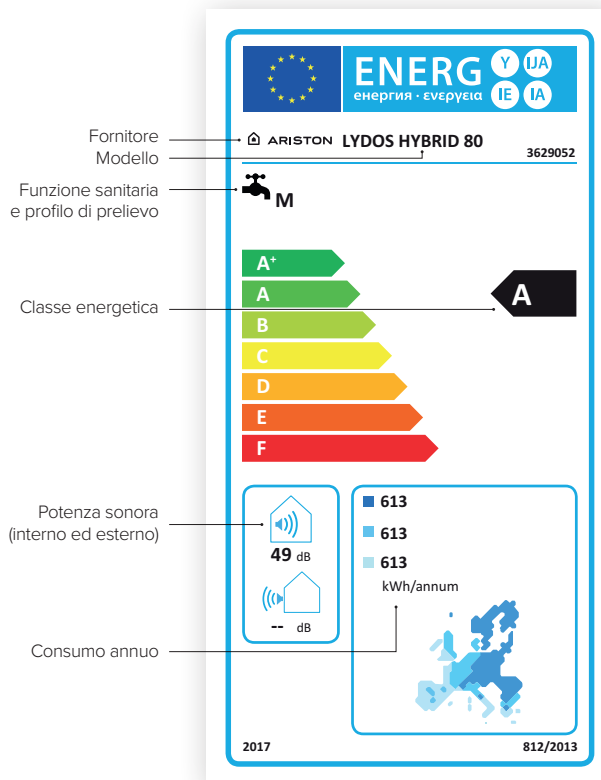 ENERG
Y IJA
IE IA
енергия · ενεργεια
Fornitore
ARISTON LYDOS HYBRID 80
Modello
3629052
Funzione sanitaria
e profilo di prelievo
M
A+
A
A
Classe energetica
B
C
D
E
F
613
Potenza sonora
(interno ed esterno)
613
49 dB
613
kWh/annum
-- dB
Consumo annuo
2017
812/2013